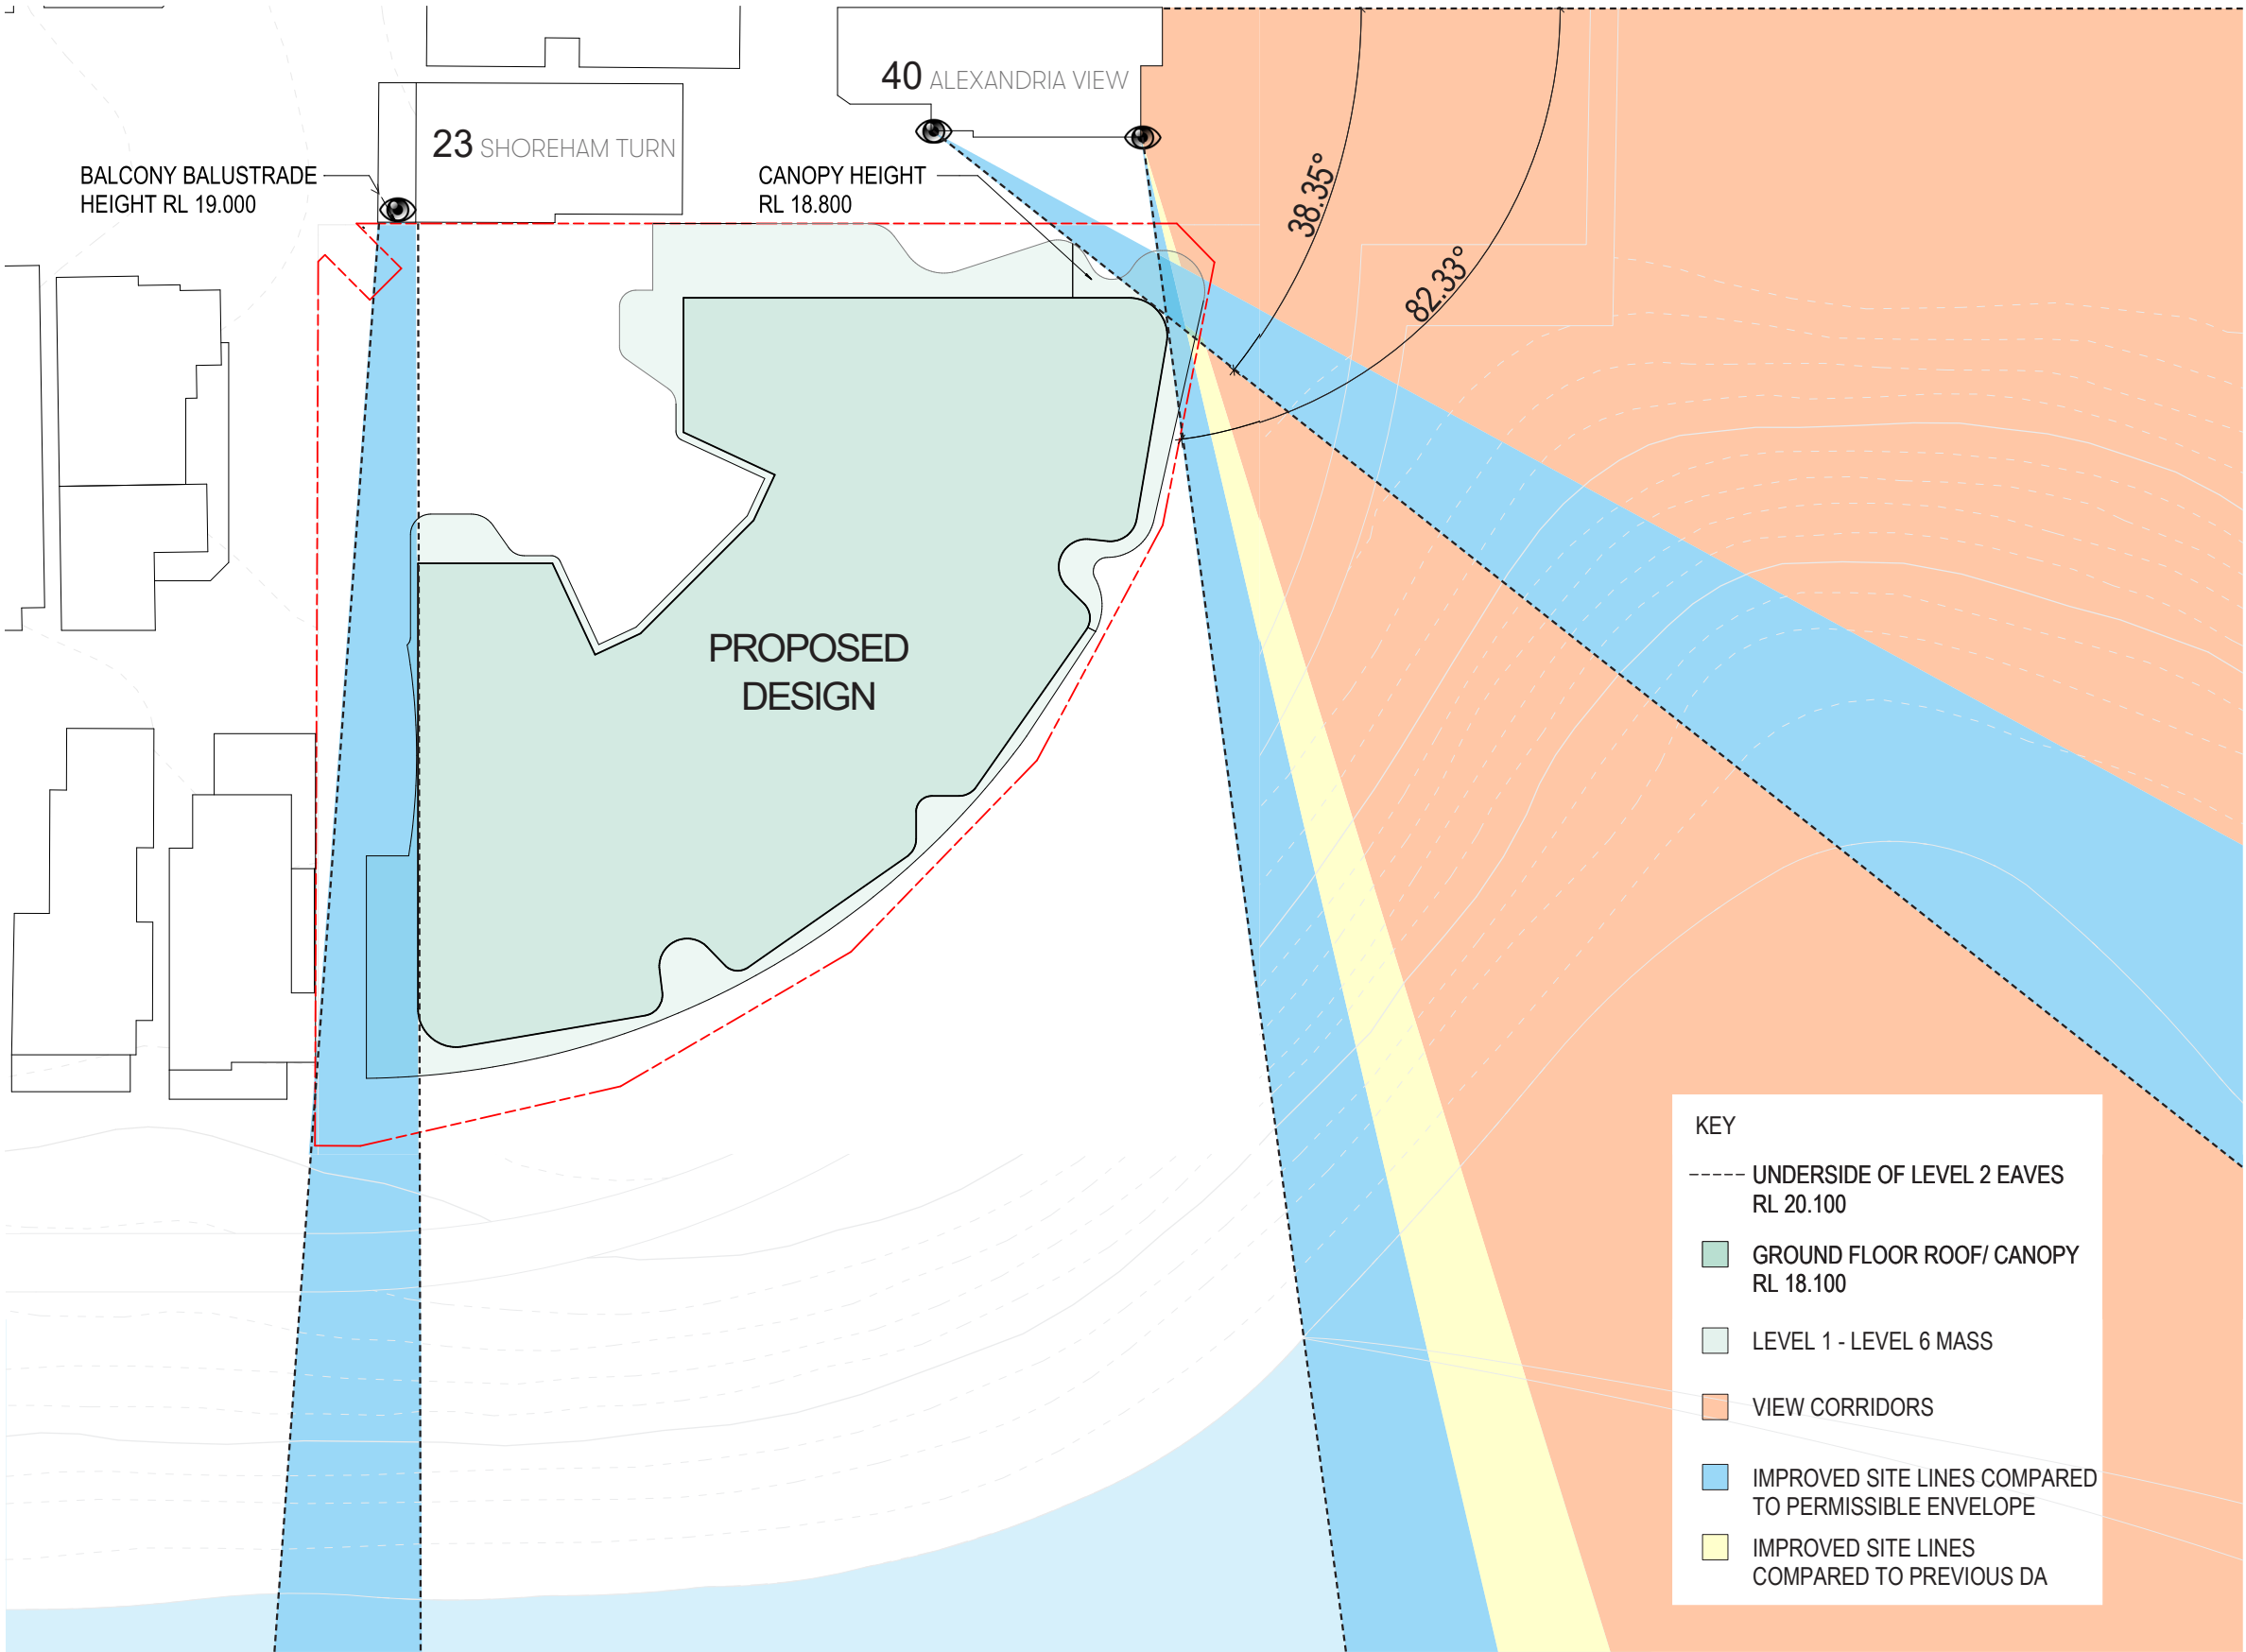 40 ALEXANDRIA VIEW
23 SHOREHAM TURN
BALCONY BALUSTRADE
HEIGHT RL 19.000
CANOPY HEIGHT
RL 18.800
38.35°
82.33°
PROPOSED
DESIGN
KEY
UNDERSIDE OF LEVEL 2 EAVES
RL 20.100
GROUND FLOOR ROOF/ CANOPY
RL 18.100
LEVEL 1 - LEVEL 6 MASS
VIEW CORRIDORS
IMPROVED SITE LINES COMPARED
TO PERMISSIBLE ENVELOPE
IMPROVED SITE LINES
COMPARED TO PREVIOUS DA